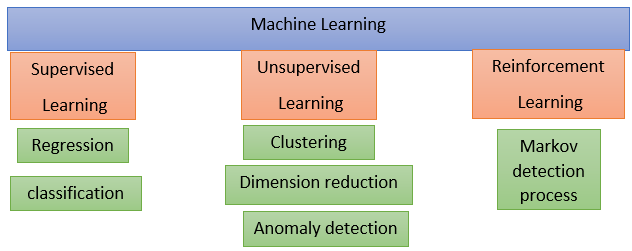 Machine Learning
Supervised
Learning
Unsupervised
Learning
Reinforcement
Learning
Regression
classification
Clustering
Dimension reduction
Anomaly detection
Markov
detection
process